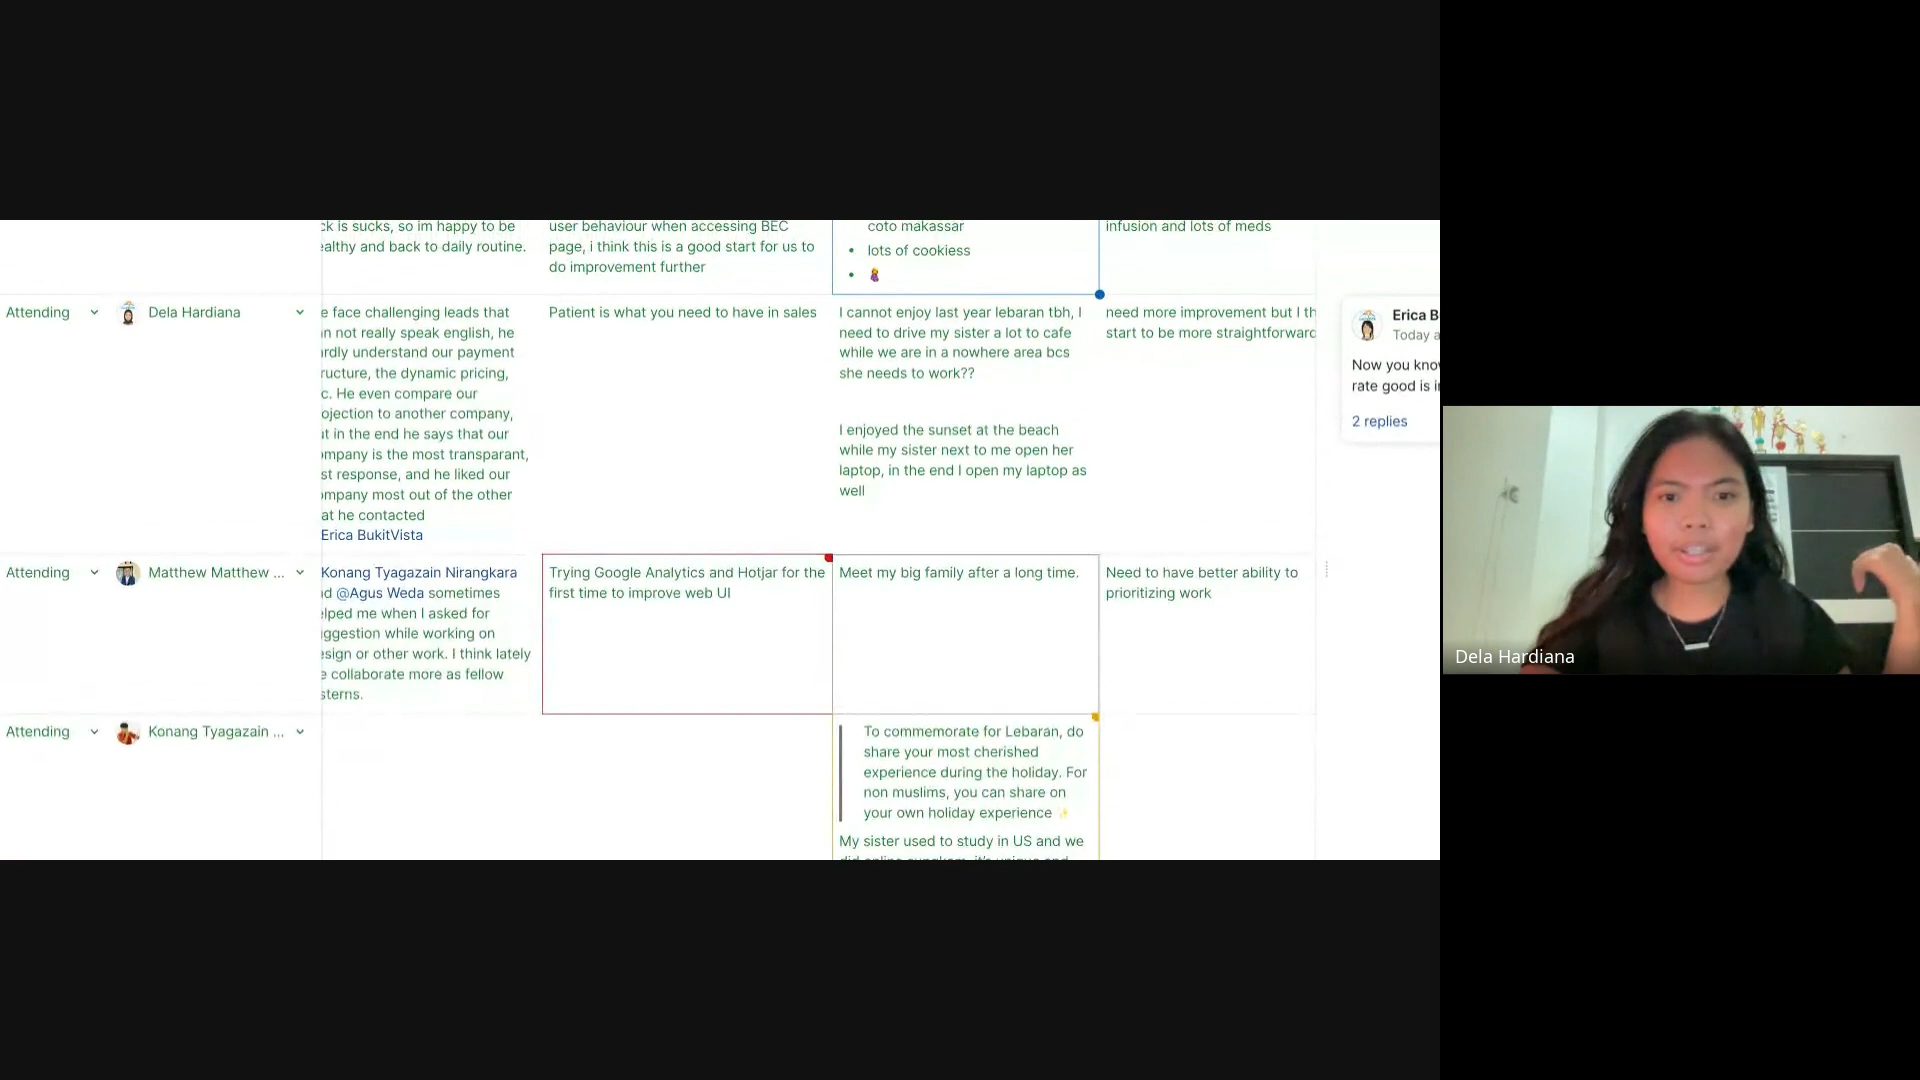 ck is sucks, so im happy to be
ealthy and back to daily routine.
user behaviour when accessing BEC
page, i think this is a good start for us to
do improvement further
coto makassar
• lots of cookiess
•
infusion and lots of meds
Attending
Dela Hardiana
e face challenging leads that
n not really speak english, he
rdly understand our payment
ructure, the dynamic pricing,
c. He even compare our
ojection to another company,
ut in the end he says that our
ompany is the most transparant,
st response, and he liked our
ompany most out of the other
at he contacted
Erica BukitVista
Patient is what you need to have in sales
I cannot enjoy last year lebaran tbh, I
need to drive my sister a lot to cafe
while we are in a nowhere area bcs
she needs to work??
I enjoyed the sunset at the beach
while my sister next to me open her
laptop, in the end I open my laptop as
well
need more improvement but I th
start to be more straightforward
Erica B
Today a
Now you know
rate good is i
2 replies
Attending
Matthew Matthew ...
Konang Tyagazain Nirangkara
nd @Agus Weda sometimes
elped me when I asked for
uggestion while working on
esign or other work. I think lately
e collaborate more as fellow
sterns.
Trying Google Analytics and Hotjar for the
first time to improve web UI
Meet my big family after a long time.
Need to have better ability to
prioritizing work
Attending
Konang Tyagazain ...
To commemorate for Lebaran, do
share your most cherished
experience during the holiday. For
non muslims, you can share on
your own holiday experience ✨
My sister used to study in US and we
Dela Hardiana